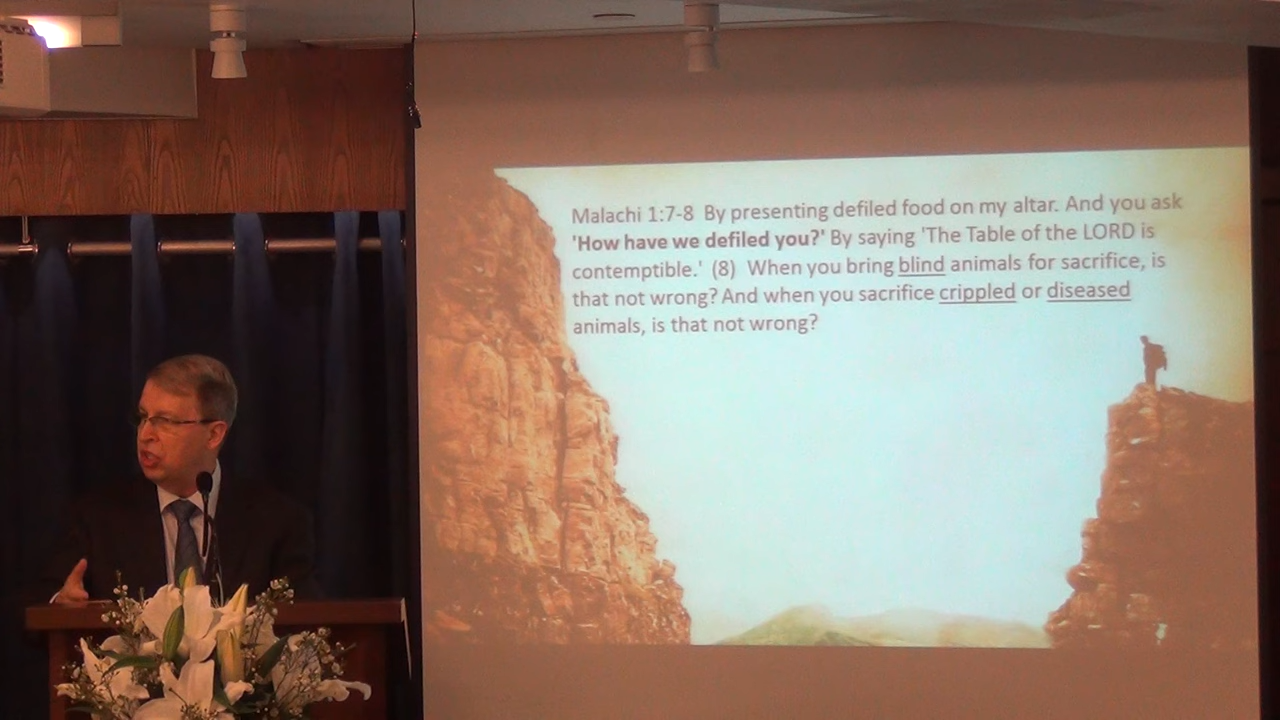 Malachi 1:7-8  By presenting defiled food on my altar. And you ask
'How have we defiled you?' By saying 'The Table of the LORD is
contemptible.'  (8)  When you bring blind animals for sacrifice, is
that not wrong? And when you sacrifice crippled or diseased
animals, is that not wrong?